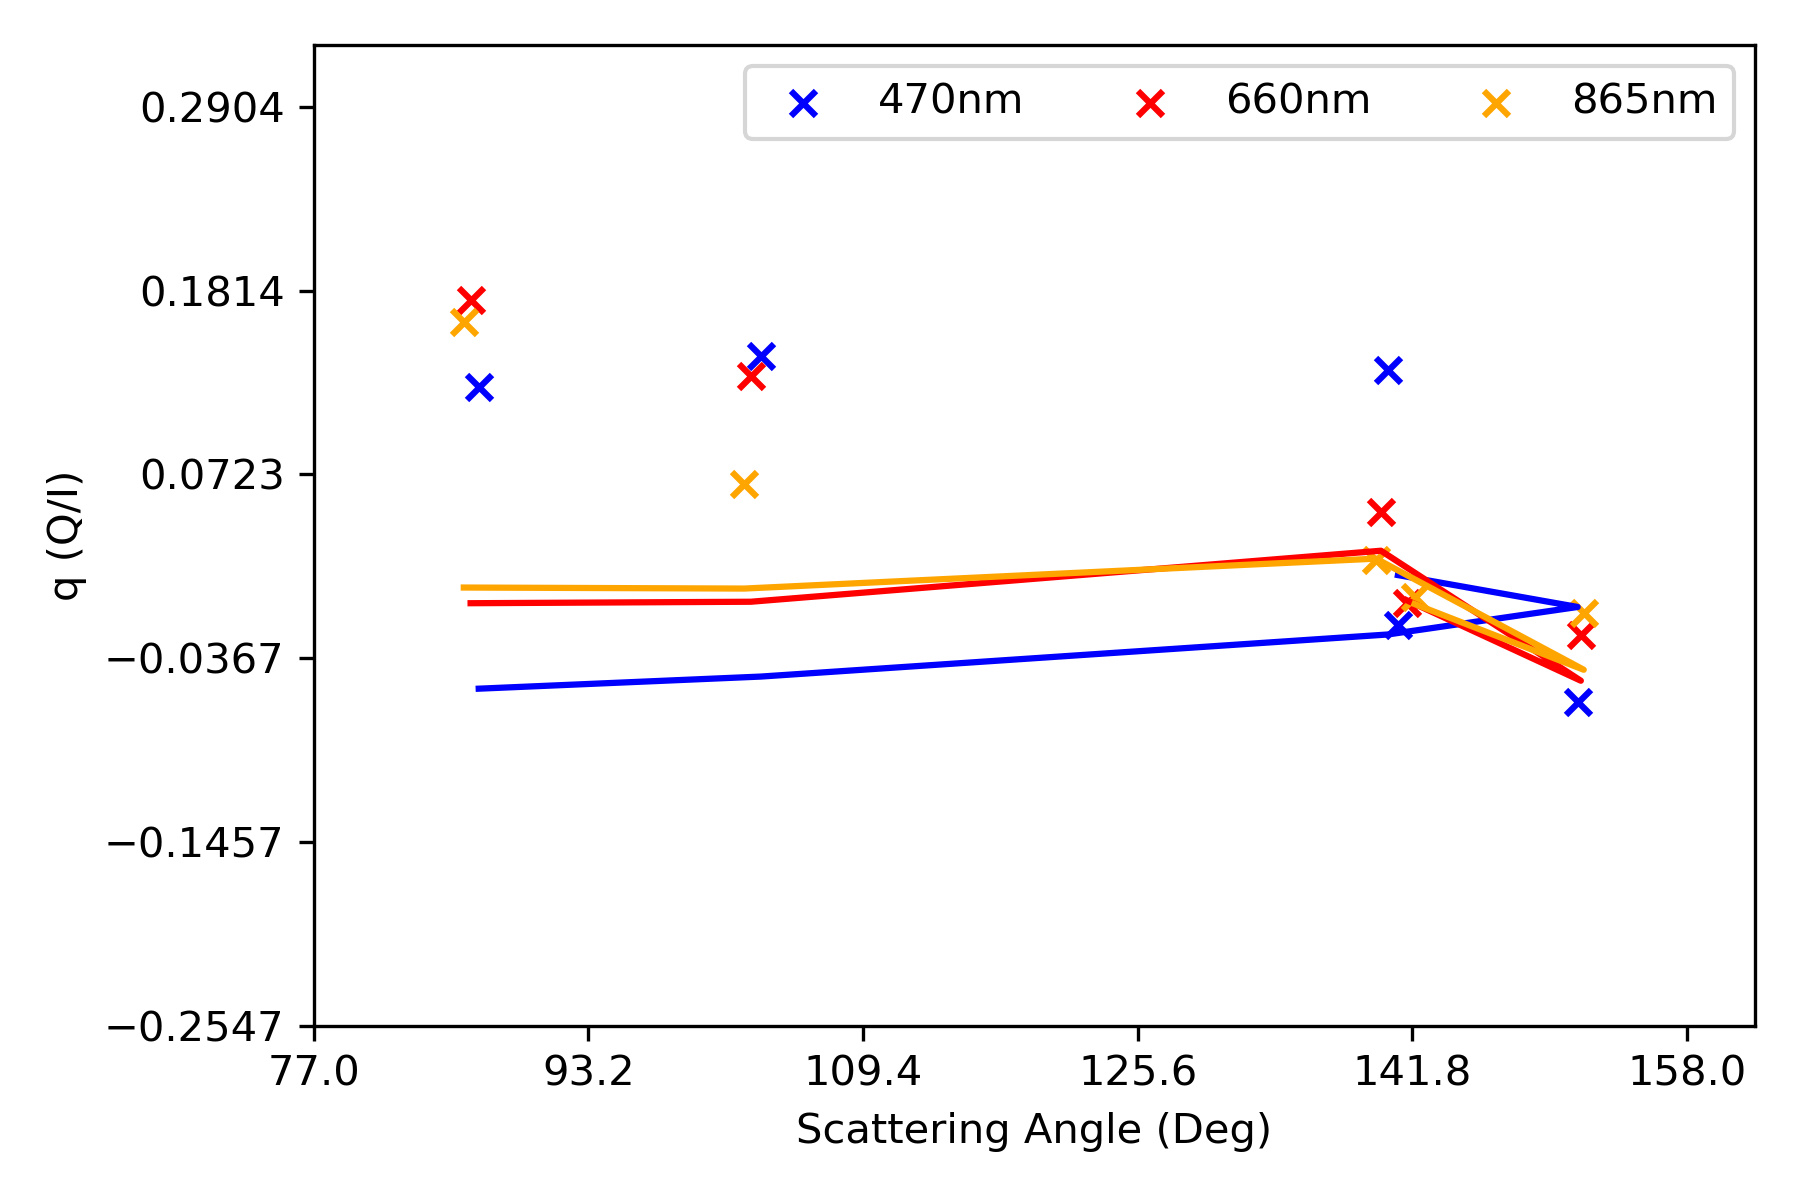 470nm 660nm 865nm
0.2904
0.1814
0.0723
−0.0367
−0.1457
−0.2547
q (Q/I)
77.0 93.2 109.4 125.6 141.8 158.0
Scattering Angle (Deg)